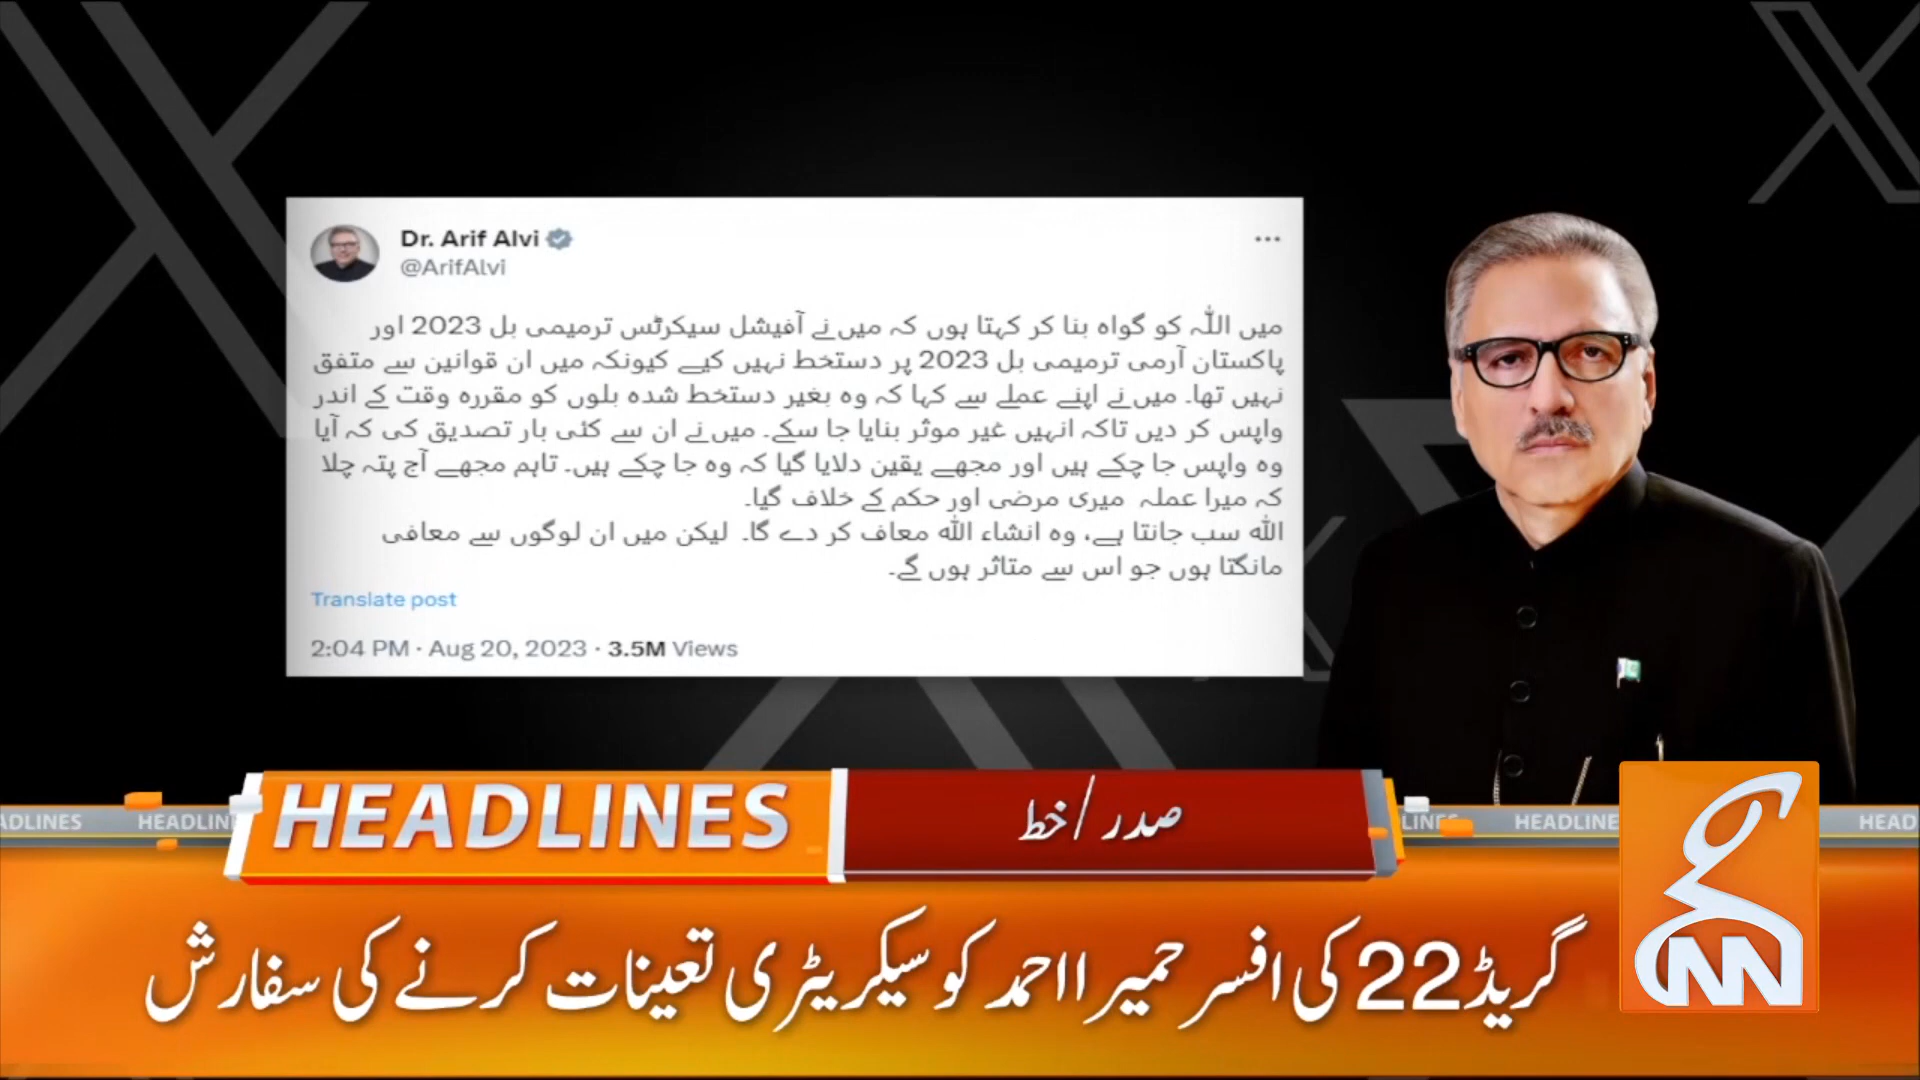 Dr. Arif Alvi
@ArifAlvi
میں اللّٰہ کو گواہ بنا کر کہتا ہوں کہ میں نے آفیشل سیکرٹس ترمیمی بل 2023 اور
پاکستان آرمی ترمیمی بل 2023 پر دستخط نہیں کیے کیونکہ میں ان قوانین سے متفق
نہیں تھا۔ میں نے اپنے عملے سے کہا کہ وہ بغیر دستخط شدہ بلوں کو مقررہ وقت کے اندر
واپس کر دیں تاکہ انہیں غیر موثر بنایا جا سکے۔ میں نے ان سے کئی بار تصدیق کی کہ آیا
وہ واپس جا چکے ہیں اور مجھے یقین دلایا گیا کہ وہ جا چکے ہیں۔ تاہم مجھے آج پتہ چلا
کہ میرا عملہ میری مرضی اور حکم کے خلاف گیا۔
اللہ سب جانتا ہے، وہ انشاء اللہ معاف کر دے گا۔ لیکن میں ان لوگوں سے معافی
مانگتا ہوں جو اس سے متاثر ہوں گے۔
Translate post
2:04 PM · Aug 20, 2023 · 3.5M Views
HEADLINES
صدر/خط
ADLINES HEADLIN
LINES HEADLINE HEAD
گریڈ22 کی افسر حمیرا احمد کو سیکریٹری تعینات کرنے کی سفارش
GNN